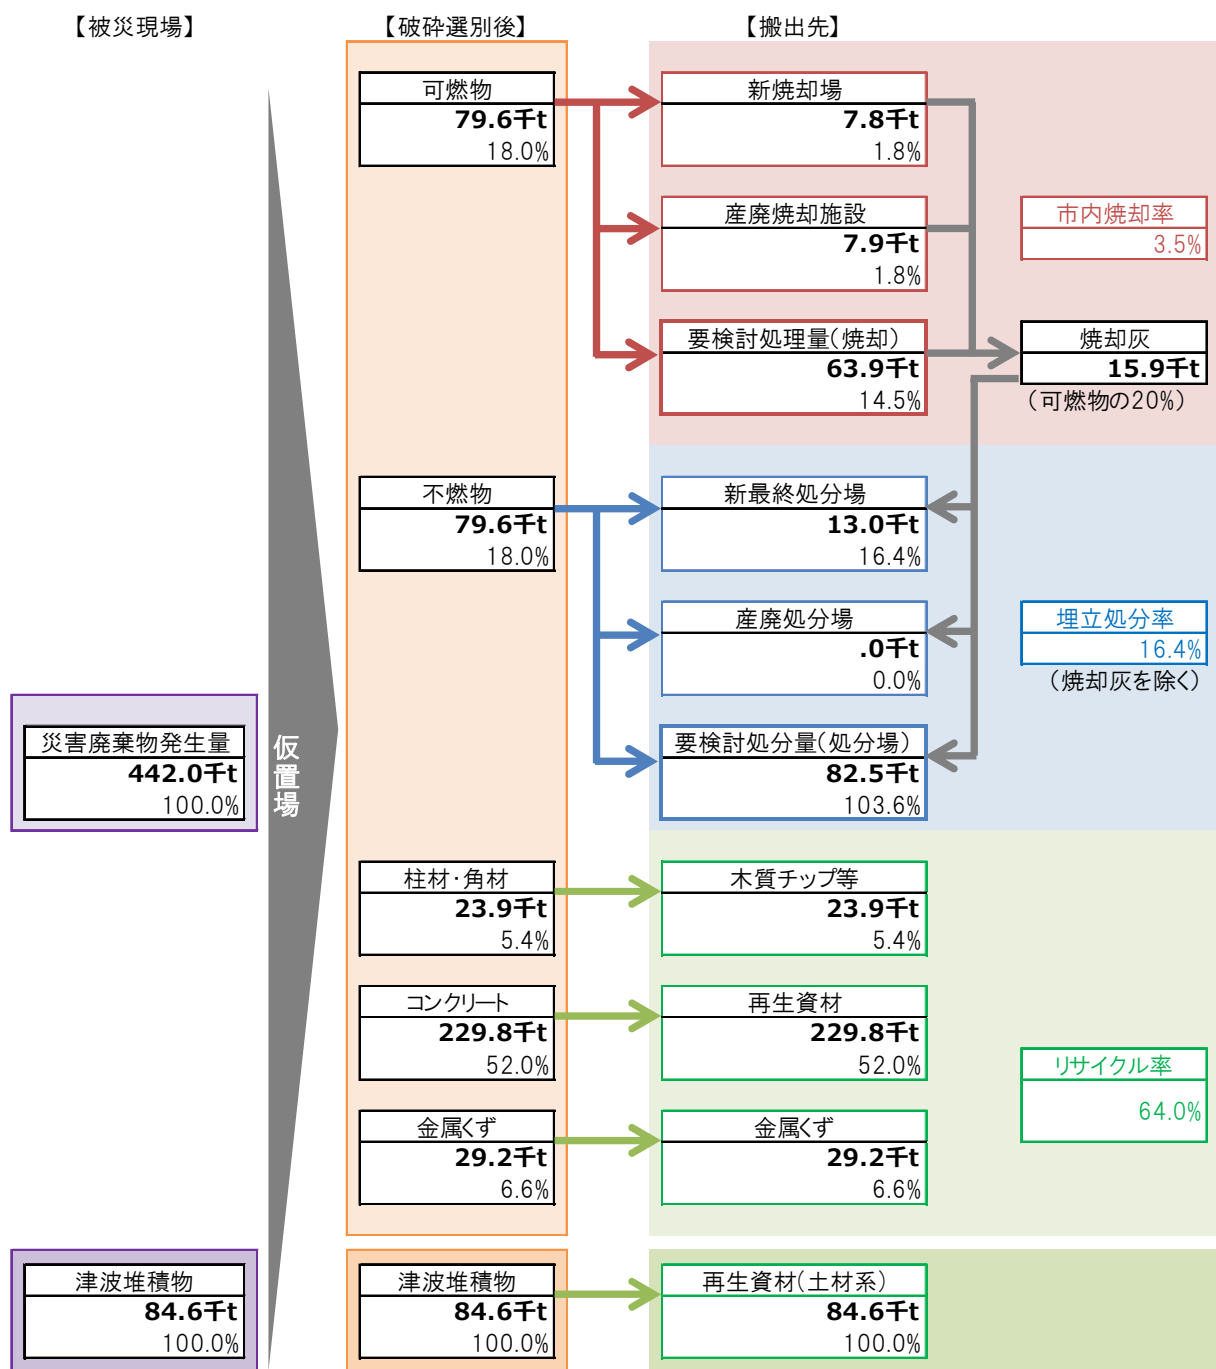 【被災現場】
【破砕選別後】
【搬出先】
可燃物
79.6千t
18.0%
新焼却場
7.8千t
1.8%
産廃焼却施設
7.9千t
1.8%
市内焼却率
3.5%
要検討処理量(焼却)
63.9千t
14.5%
焼却灰
15.9千t
(可燃物の20%)
不燃物
79.6千t
18.0%
新最終処分場
13.0千t
16.4%
産廃処分場
.0千t
0.0%
埋立処分率
16.4%
(焼却灰を除く)
災害廃棄物発生量
442.0千t
100.0%
仮置場
要検討処分量(処分場)
82.5千t
103.6%
柱材・角材
23.9千t
5.4%
木質チップ等
23.9千t
5.4%
コンクリート
229.8千t
52.0%
再生資材
229.8千t
52.0%
リサイクル率
64.0%
金属くず
29.2千t
6.6%
金属くず
29.2千t
6.6%
津波堆積物
84.6千t
100.0%
津波堆積物
84.6千t
100.0%
再生資材(土材系)
84.6千t
100.0%